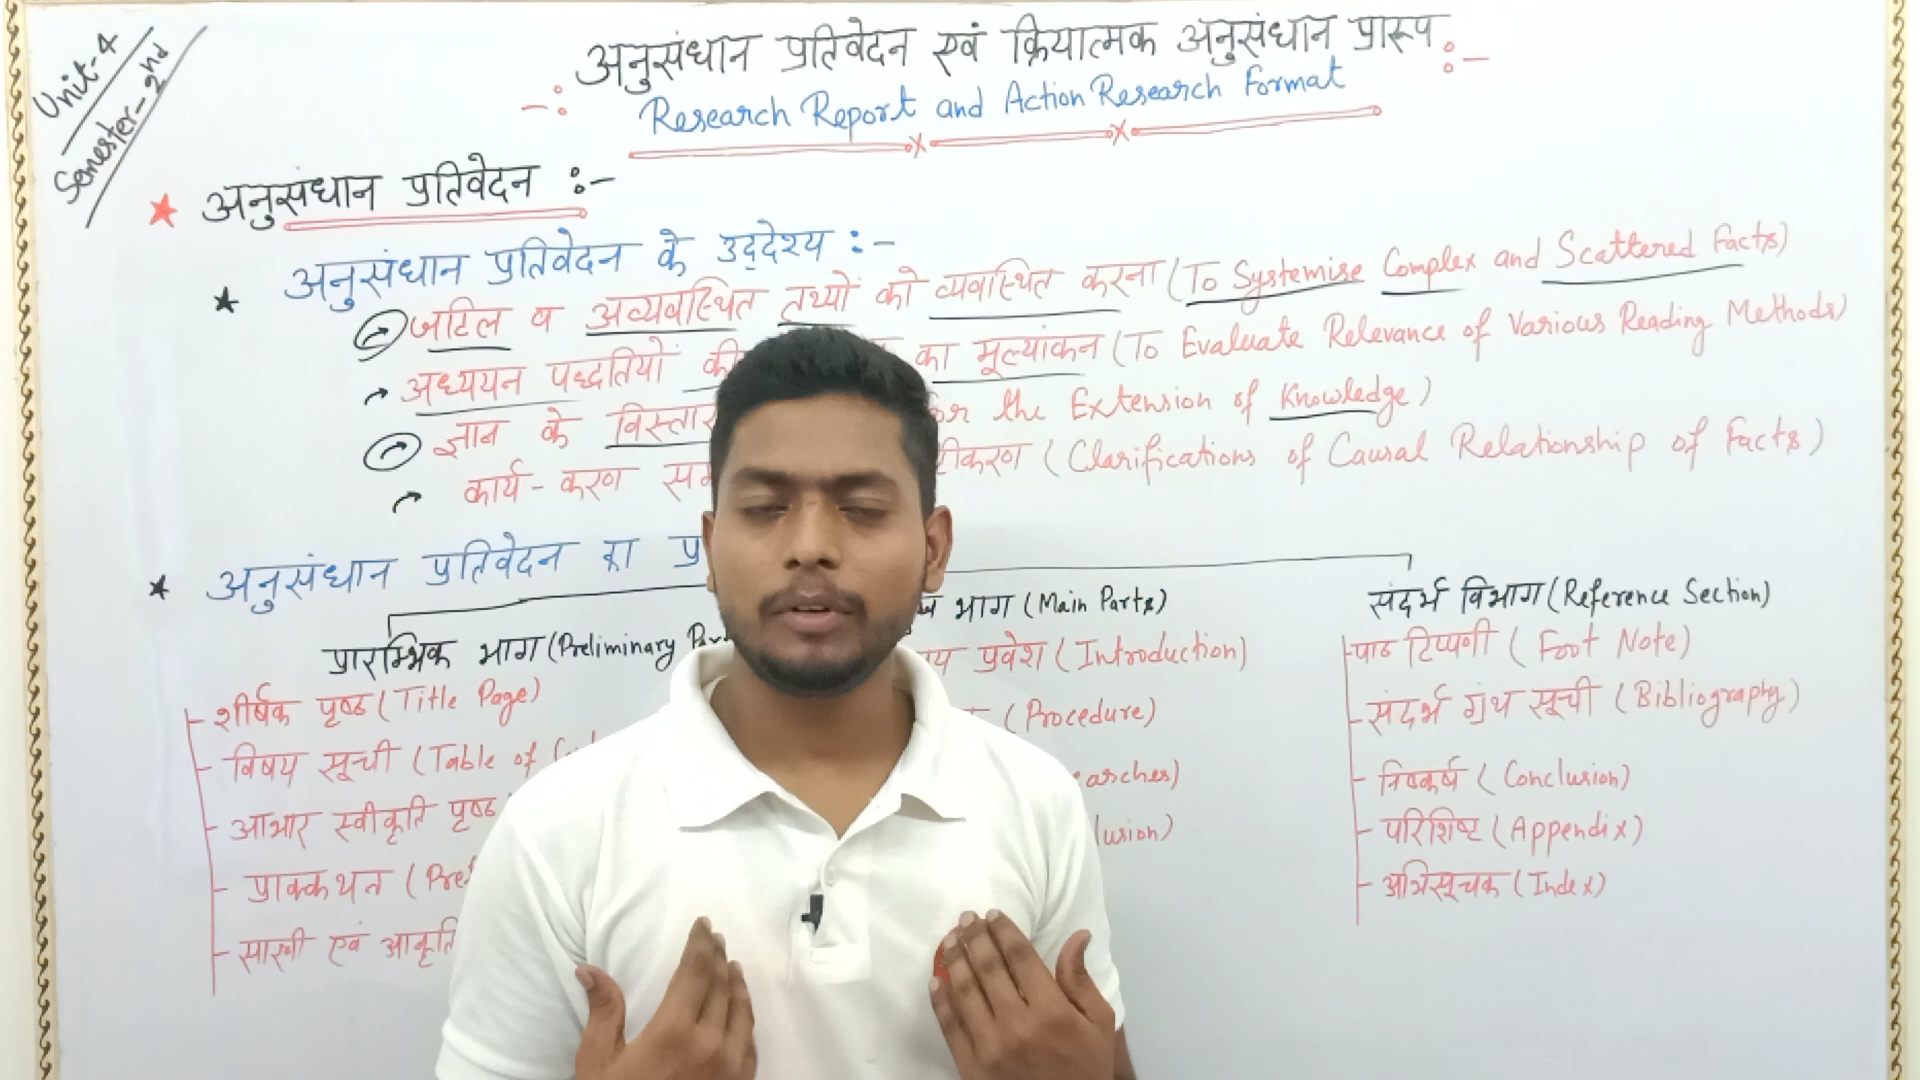 Unit-4
Semester-2nd
अनुसंधान प्रतिवेदन एवं क्रियात्मक अनुसंधान प्रारूप :-
-: Research Report and Action Research Format
अनुसंधान प्रतिवेदन :-
अनुसंधान प्रतिवेदन के उद्देश्य :-
जटिल व अव्यवस्थित तथ्यों को व्यवस्थित करना (To Systemise Complex and Scattered Facts)
अध्ययन पद्धतियों की का मूल्यांकन (To Evaluate Relevance of Various Reading Methods)
ज्ञान के विस्तार the Extension of Knowledge)
कार्य-करण (Clarifications of Causal Relationship of Facts)
अनुसंधान प्रतिवेदन का
प्रारम्भिक भाग (Preliminary
शीर्षक पृष्ठ (Title Page)
विषय सूची (Table of
आभार स्वीकृति पृष्ठ
प्राक्कथन
सारणी एवं आकृति
भाग (Main Parts)
प्रवेश (Introduction)
(Procedure)
संदर्भ विभाग (Reference Section)
पाठ टिप्पणी (Foot Note)
संदर्भ ग्रंथ सूची (Bibliography)
निष्कर्ष (Conclusion)
परिशिष्ट (Appendix)
अभिसूचक (Index)